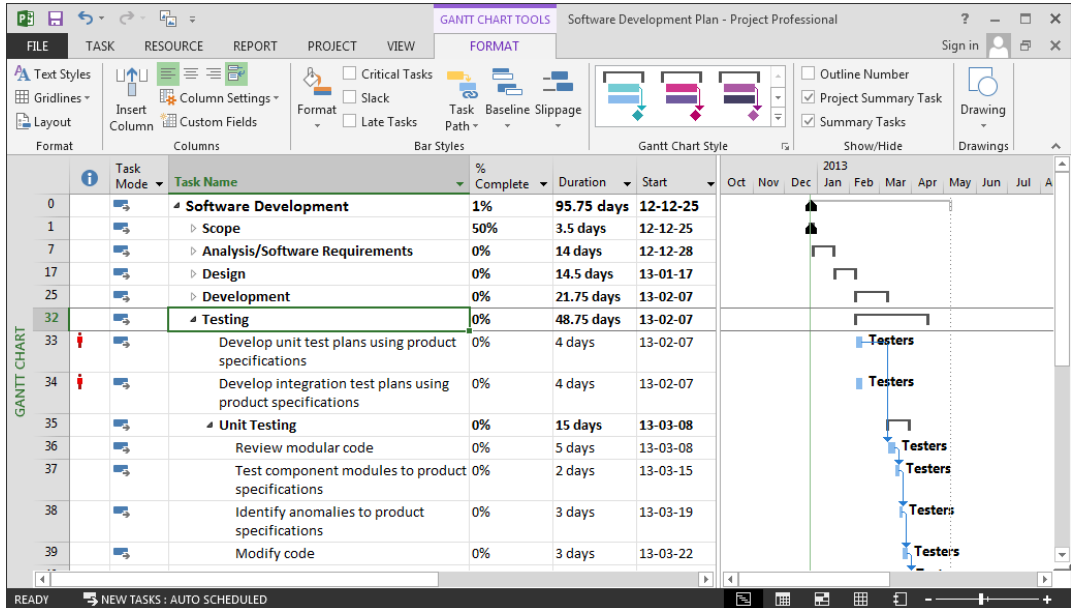 GANTT CHART TOOLS Software Development Plan - Project Professional ?
FILE TASK RESOURCE REPORT PROJECT VIEW FORMAT Sign in
Text Styles
Gridlines
Layout
Format
Insert
Column
Column Settings
Custom Fields
Columns
Format
Critical Tasks
Slack
Late Tasks
Task
Path
Baseline
Slippage
Bar Styles
Gantt Chart Style
Outline Number
Project Summary Task
Summary Tasks
Show/Hide
Drawing
Drawings
Task
Mode
Task Name
%
Complete
Duration
Start
2013
Oct Nov Dec Jan Feb Mar Apr May Jun Jul A
0 Software Development 1% 95.75 days 12-12-25
1 Scope 50% 3.5 days 12-12-25
7 Analysis/Software Requirements 0% 14 days 12-12-28
17 Design 0% 14.5 days 13-01-17
25 Development 0% 21.75 days 13-02-07
32 Testing 0% 48.75 days 13-02-07
33 Develop unit test plans using product 0% 4 days 13-02-07 Testers
specifications
34 Develop integration test plans using 0% 4 days 13-02-07 Testers
product specifications
35 Unit Testing 0% 15 days 13-03-08
36 Review modular code 0% 5 days 13-03-08 Testers
37 Test component modules to product 0% 2 days 13-03-15 Testers
specifications
38 Identify anomalies to product 0% 3 days 13-03-19 Testers
specifications
39 Modify code 0% 3 days 13-03-22 Testers
GANTT CHART
READY NEW TASKS : AUTO SCHEDULED